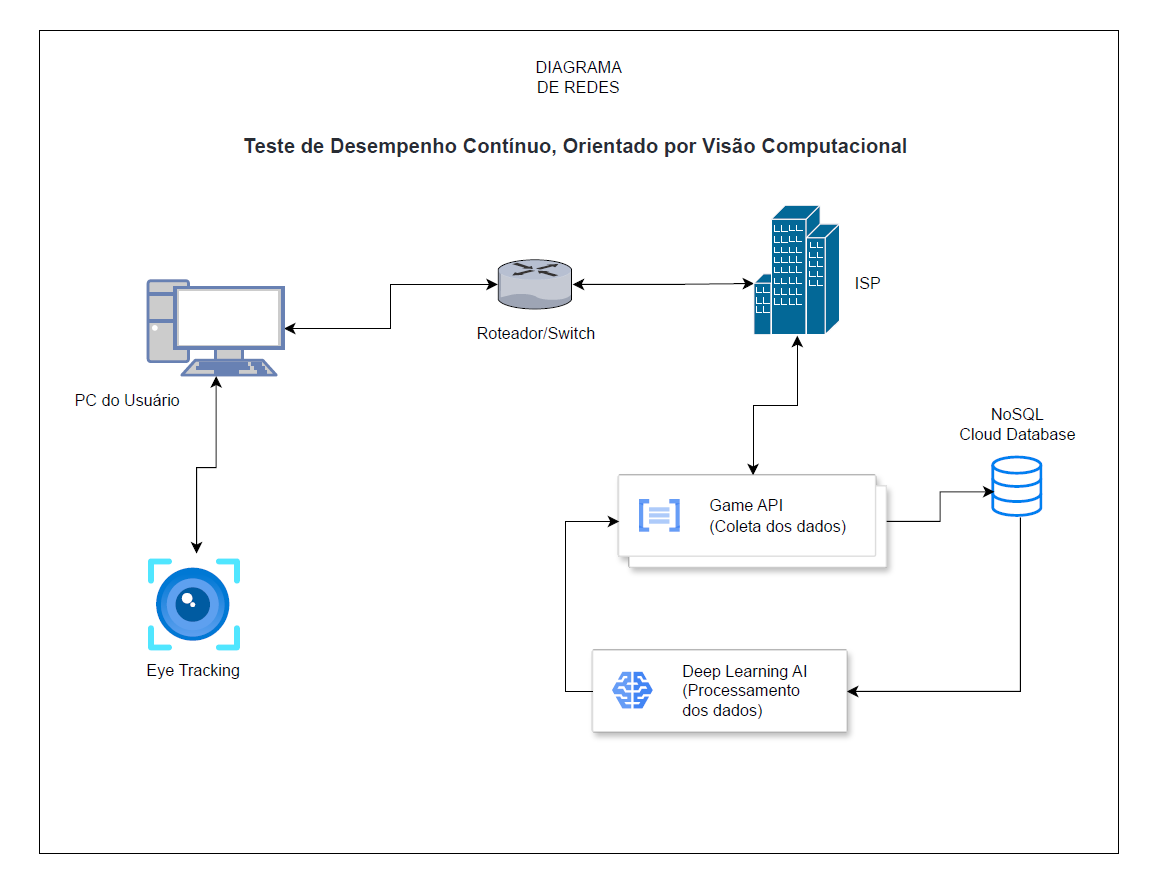 DIAGRAMA
DE REDES
Teste de Desempenho Contínuo, Orientado por Visão Computacional
ISP
Roteador/Switch
PC do Usuário
NoSQL
Cloud Database
Game API
(Coleta dos dados)
Eye Tracking
Deep Learning AI
(Processamento
dos dados)